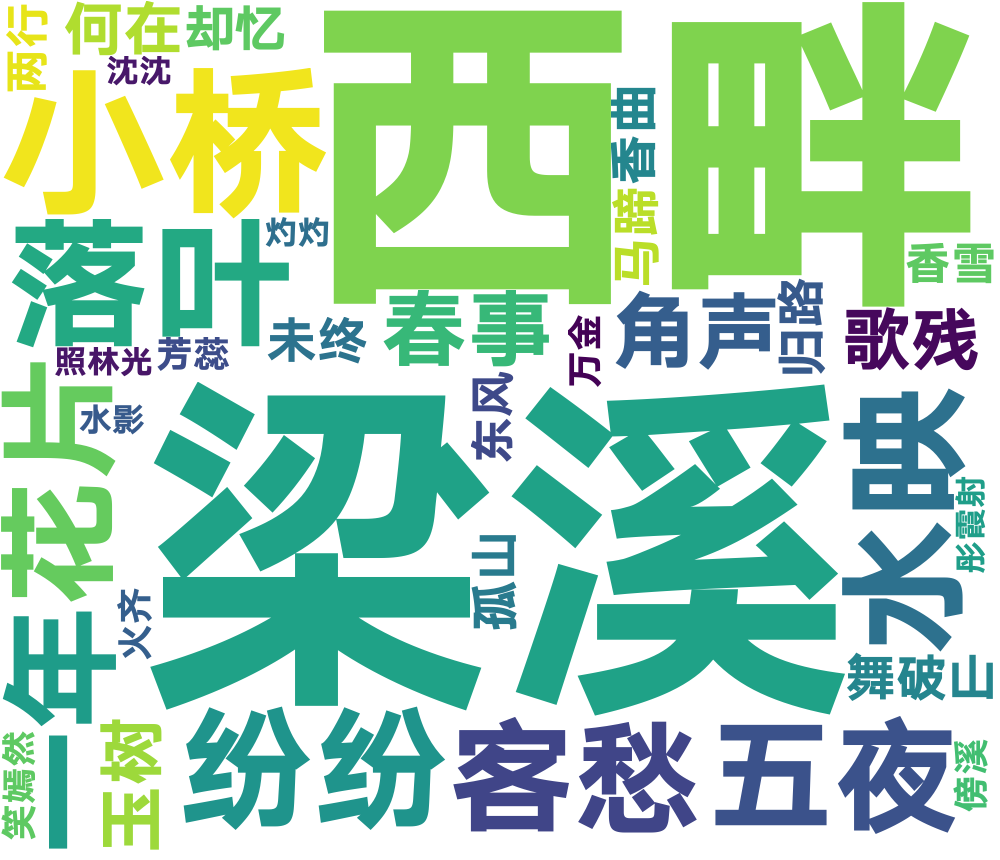 两行
何在
却忆
沈沈
小桥
西畔
香曲
马蹄
灼灼
香雪
落叶
未终
春事
角声
归路
歌残
照林光
芳蕊
万金
水影
东风
花片
梁溪
水映
彤霞射
孤山
火齐
一年
舞破山
笑嫣然
玉树
纷纷
客愁
五夜
傍溪